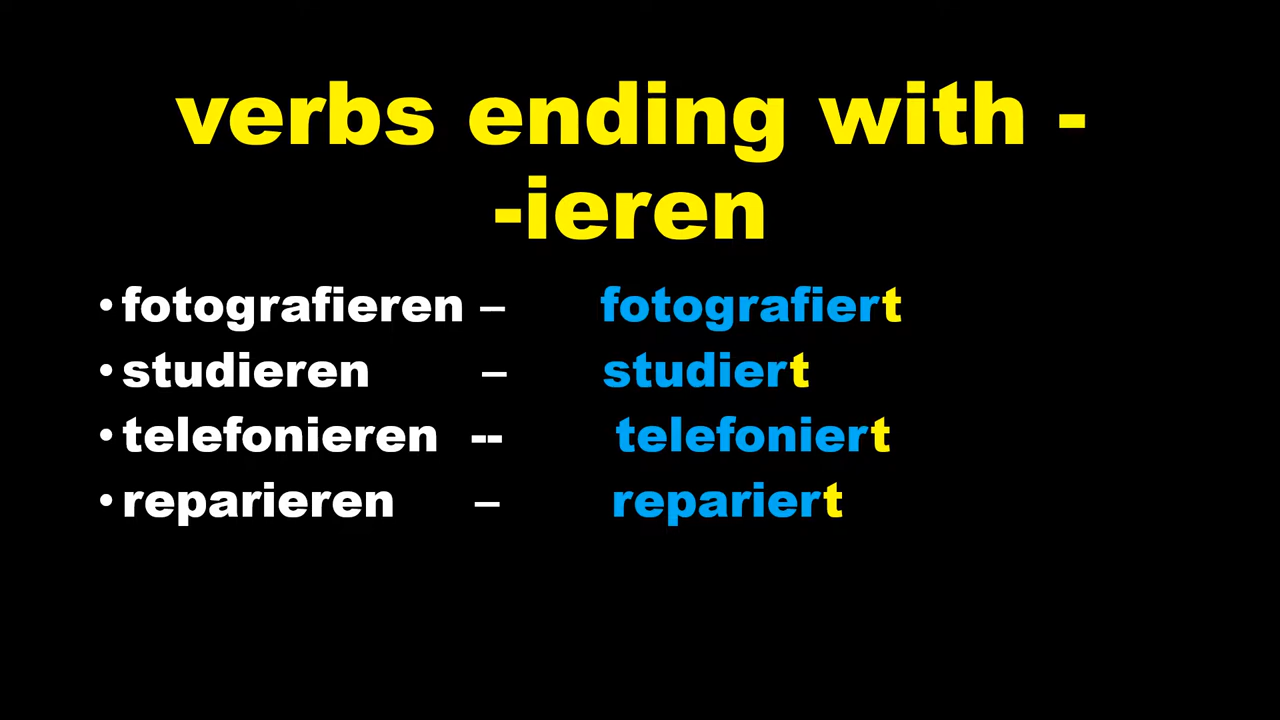 verbs ending with -
-ieren
• fotografieren – fotografiert
• studieren – studiert
• telefonieren -- telefoniert
• reparieren – repariert